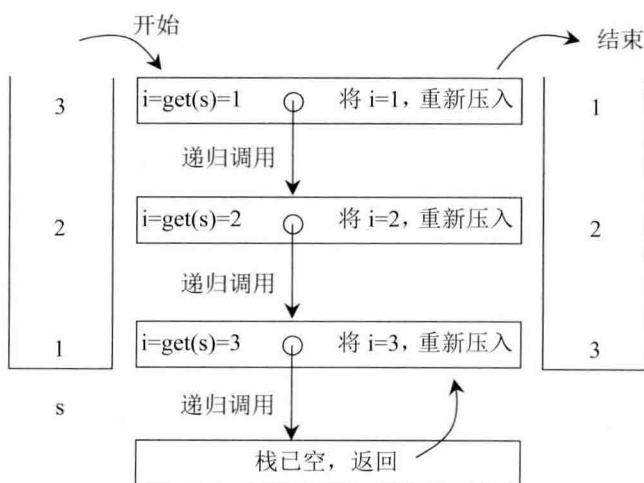 开始
结束
3
i=get(s)=1
将 i=1，重新压入
1
递归调用
2
i=get(s)=2
将 i=2，重新压入
2
递归调用
1
i=get(s)=3
将 i=3，重新压入
3
s
递归调用
栈已空，返回